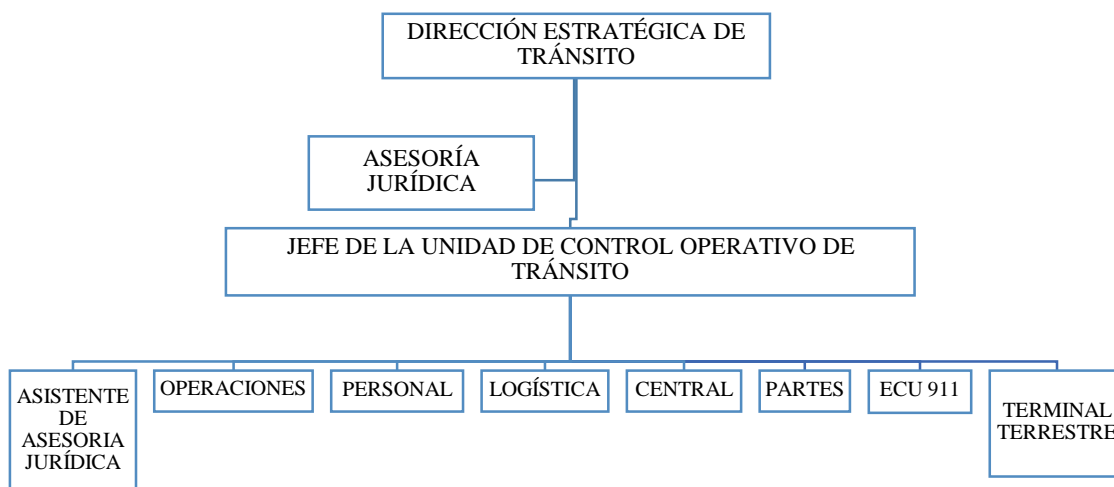 DIRECCIÓN ESTRATÉGICA DE
TRÁNSITO
ASESORÍA
JURÍDICA
JEFE DE LA UNIDAD DE CONTROL OPERATIVO DE
TRÁNSITO
ASISTENTE
DE
ASESORIA
JURÍDICA
OPERACIONES
PERSONAL
LOGÍSTICA
CENTRAL
PARTES
ECU 911
TERMINAL
TERRESTRE